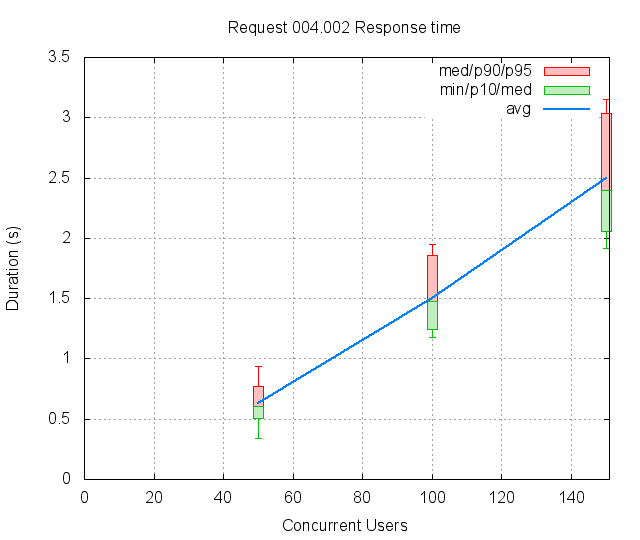 Request 004.002 Response time
3.5
3
2.5
2
1.5
1
0.5
0
med/p90/p95
min/p10/med
avg
Duration (s)
0 20 40 60 80 100 120 140
Concurrent Users